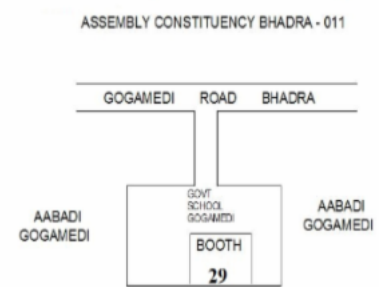 ASSEMBLY CONSTITUENCY BHADRA - 011
GOGAMEDI ROAD BHADRA
GOVT
SCHOOL
GOGAMEDI
AABADI
GOGAMEDI
AABADI
GOGAMEDI
BOOTH
29